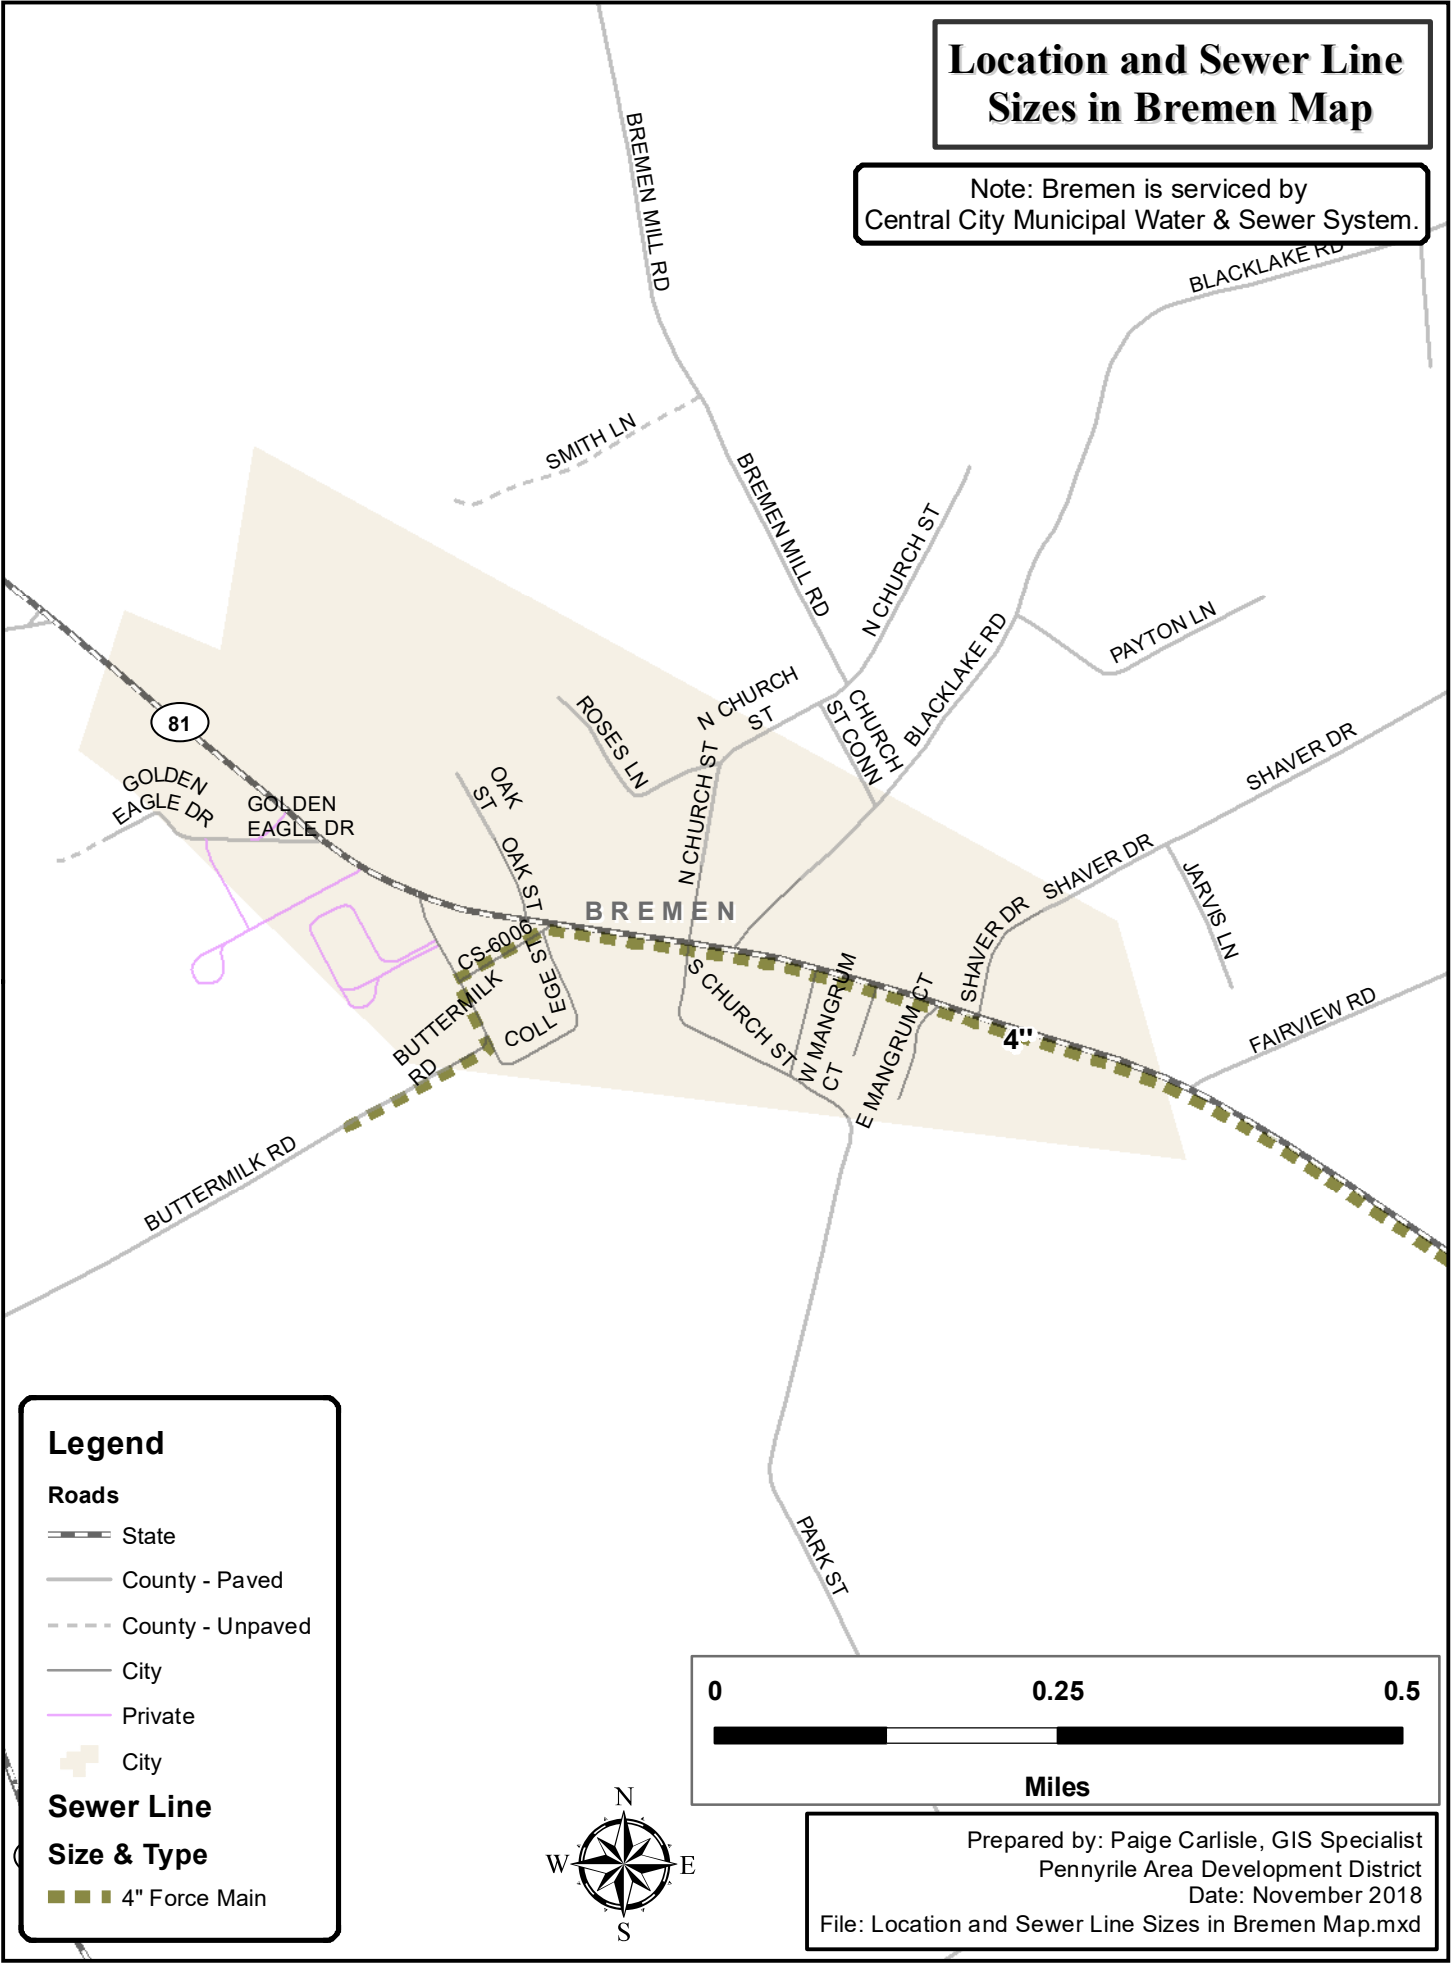 Location and Sewer Line
Sizes in Bremen Map
Note: Bremen is serviced by
Central City Municipal Water & Sewer System.
BREMEN MILL RD
BLACKLAKE RD
SMITH LN
BREMEN MILL RD
N CHURCH ST
BLACKLAKE RD
PAYTON LN
N CHURCH
ST
CHURCH
ST CONN
ROSES LN
N CHURCH ST
81
SHAVER DR
GOLDEN
EAGLE DR
GOLDEN
EAGLE DR
OAK
ST
OAK ST
SHAVER DR
SHAVER DR
JARVIS LN
BREMEN
CS-6006
COLLEGE ST
BUTTERMILK
RD
S CHURCH ST
W MANGRUM
CT
E MANGRUM CT
4"
FAIRVIEW RD
BUTTERMILK RD
PARK ST
Legend
Roads
State
County - Paved
County - Unpaved
City
Private
City
Sewer Line
Size & Type
4" Force Main
0 0.25 0.5
Miles
N
W E
S
Prepared by: Paige Carlisle, GIS Specialist
Pennyrile Area Development District
Date: November 2018
File: Location and Sewer Line Sizes in Bremen Map.mxd